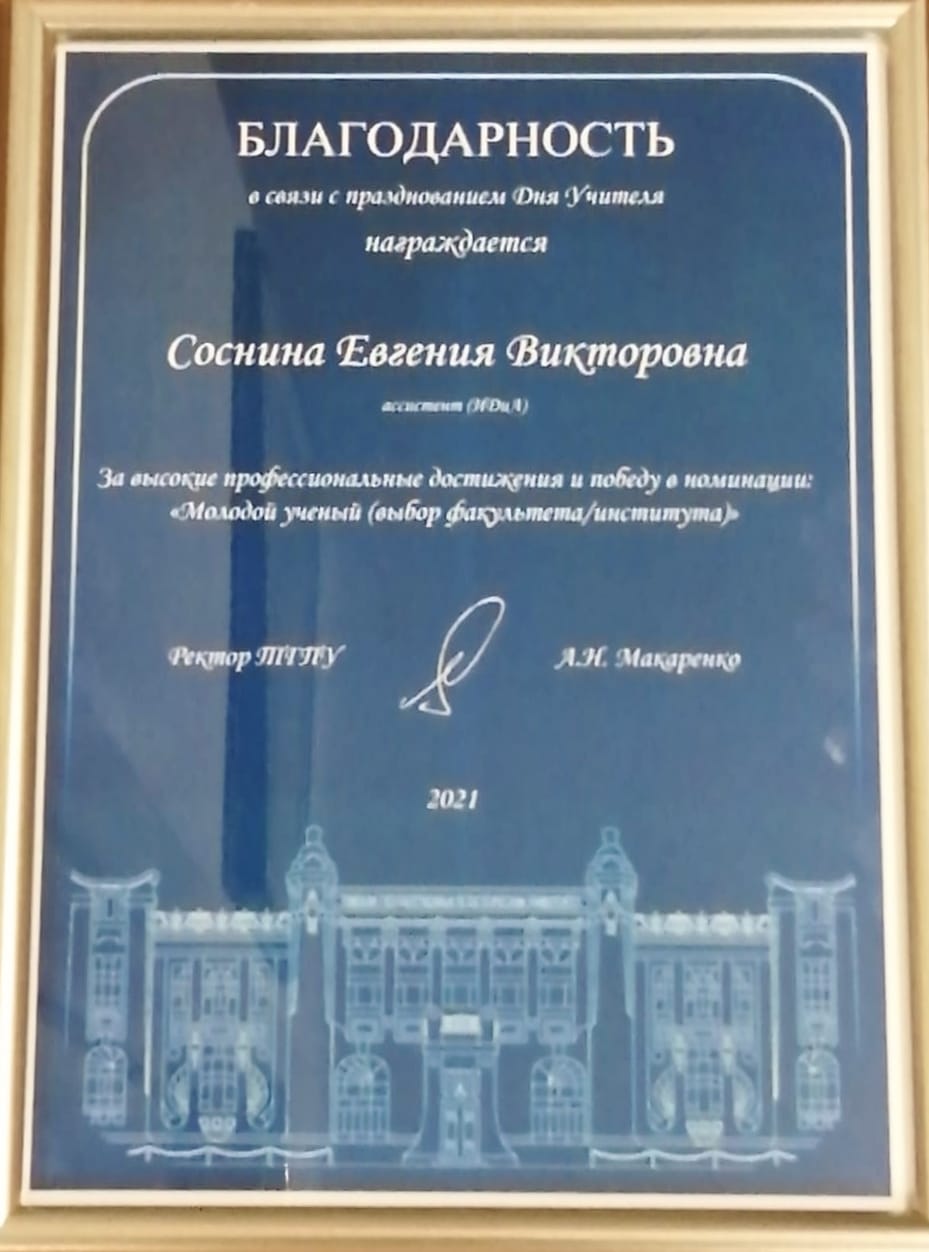 БЛАГОДАРНОСТЬ
в связи с празднованием Дня Учителя
награждается
Соснина Евгения Викторовна
ассистент (ИДиА)
За высокие профессиональные достижения и победу в номинации:
«Молодой ученый (выбор факультета/института)»
Ректор ТГПУ А.Н. Макаренко
2021